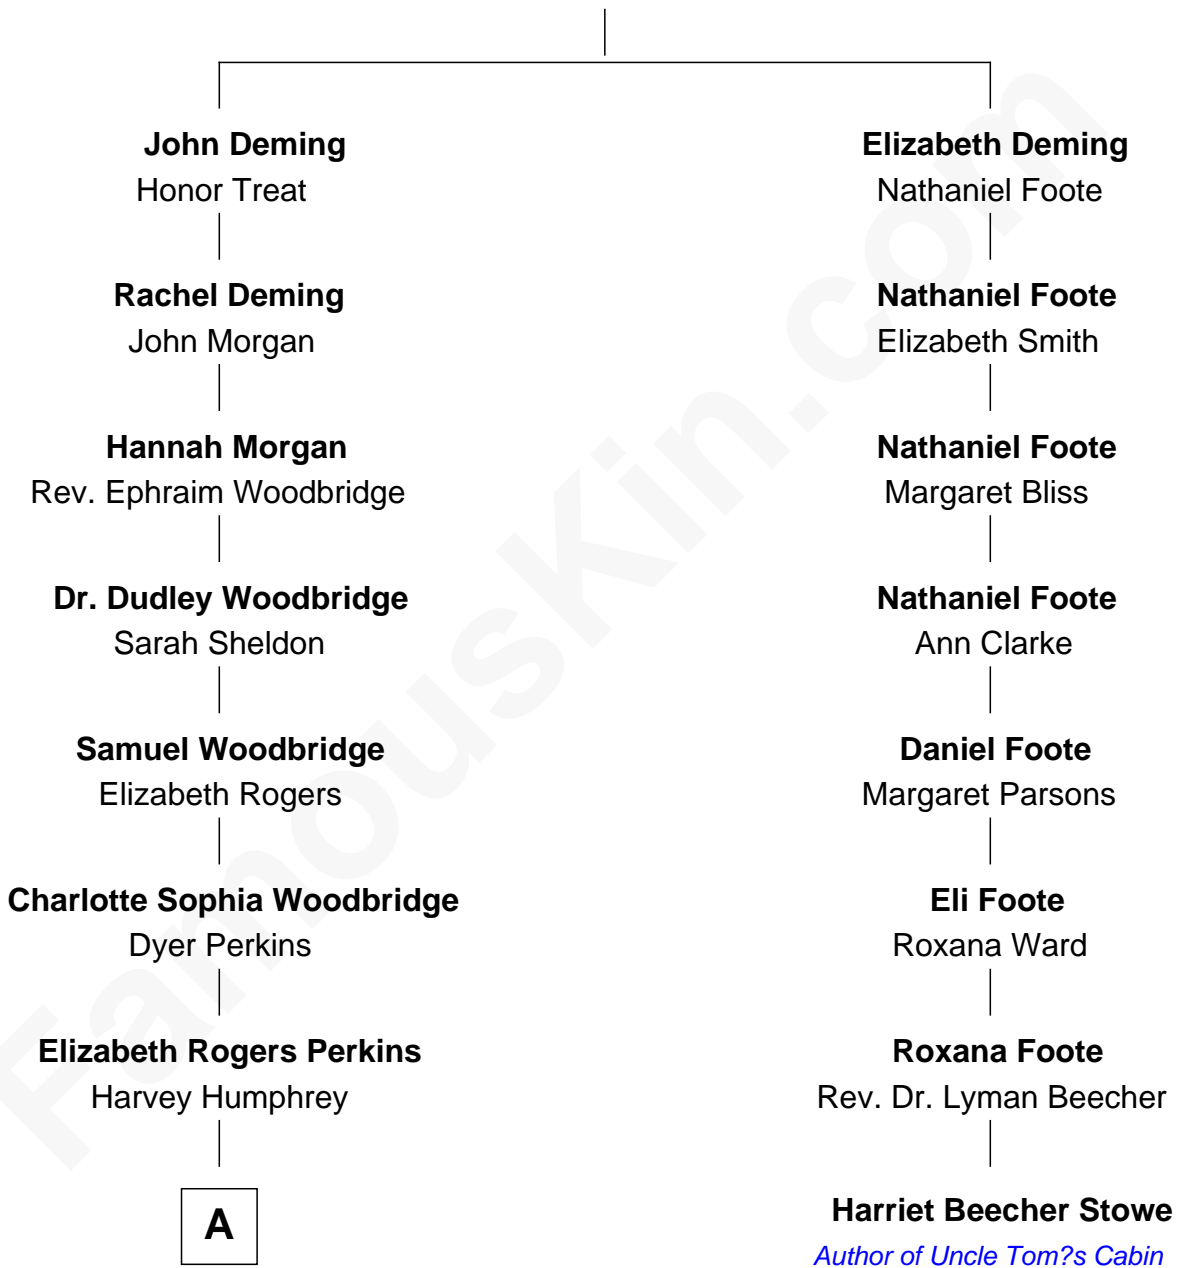 John Deming
Honor Treat
Elizabeth Deming
Nathaniel Foote
Rachel Deming
John Morgan
Nathaniel Foote
Elizabeth Smith
Hannah Morgan
Rev. Ephraim Woodbridge
Nathaniel Foote
Margaret Bliss
Dr. Dudley Woodbridge
Sarah Sheldon
Nathaniel Foote
Ann Clarke
Samuel Woodbridge
Elizabeth Rogers
Daniel Foote
Margaret Parsons
Charlotte Sophia Woodbridge
Dyer Perkins
Eli Foote
Roxana Ward
Elizabeth Rogers Perkins
Harvey Humphrey
Roxana Foote
Rev. Dr. Lyman Beecher
A
Harriet Beecher Stowe
Author of Uncle Tom?s Cabin
FamousKin.com